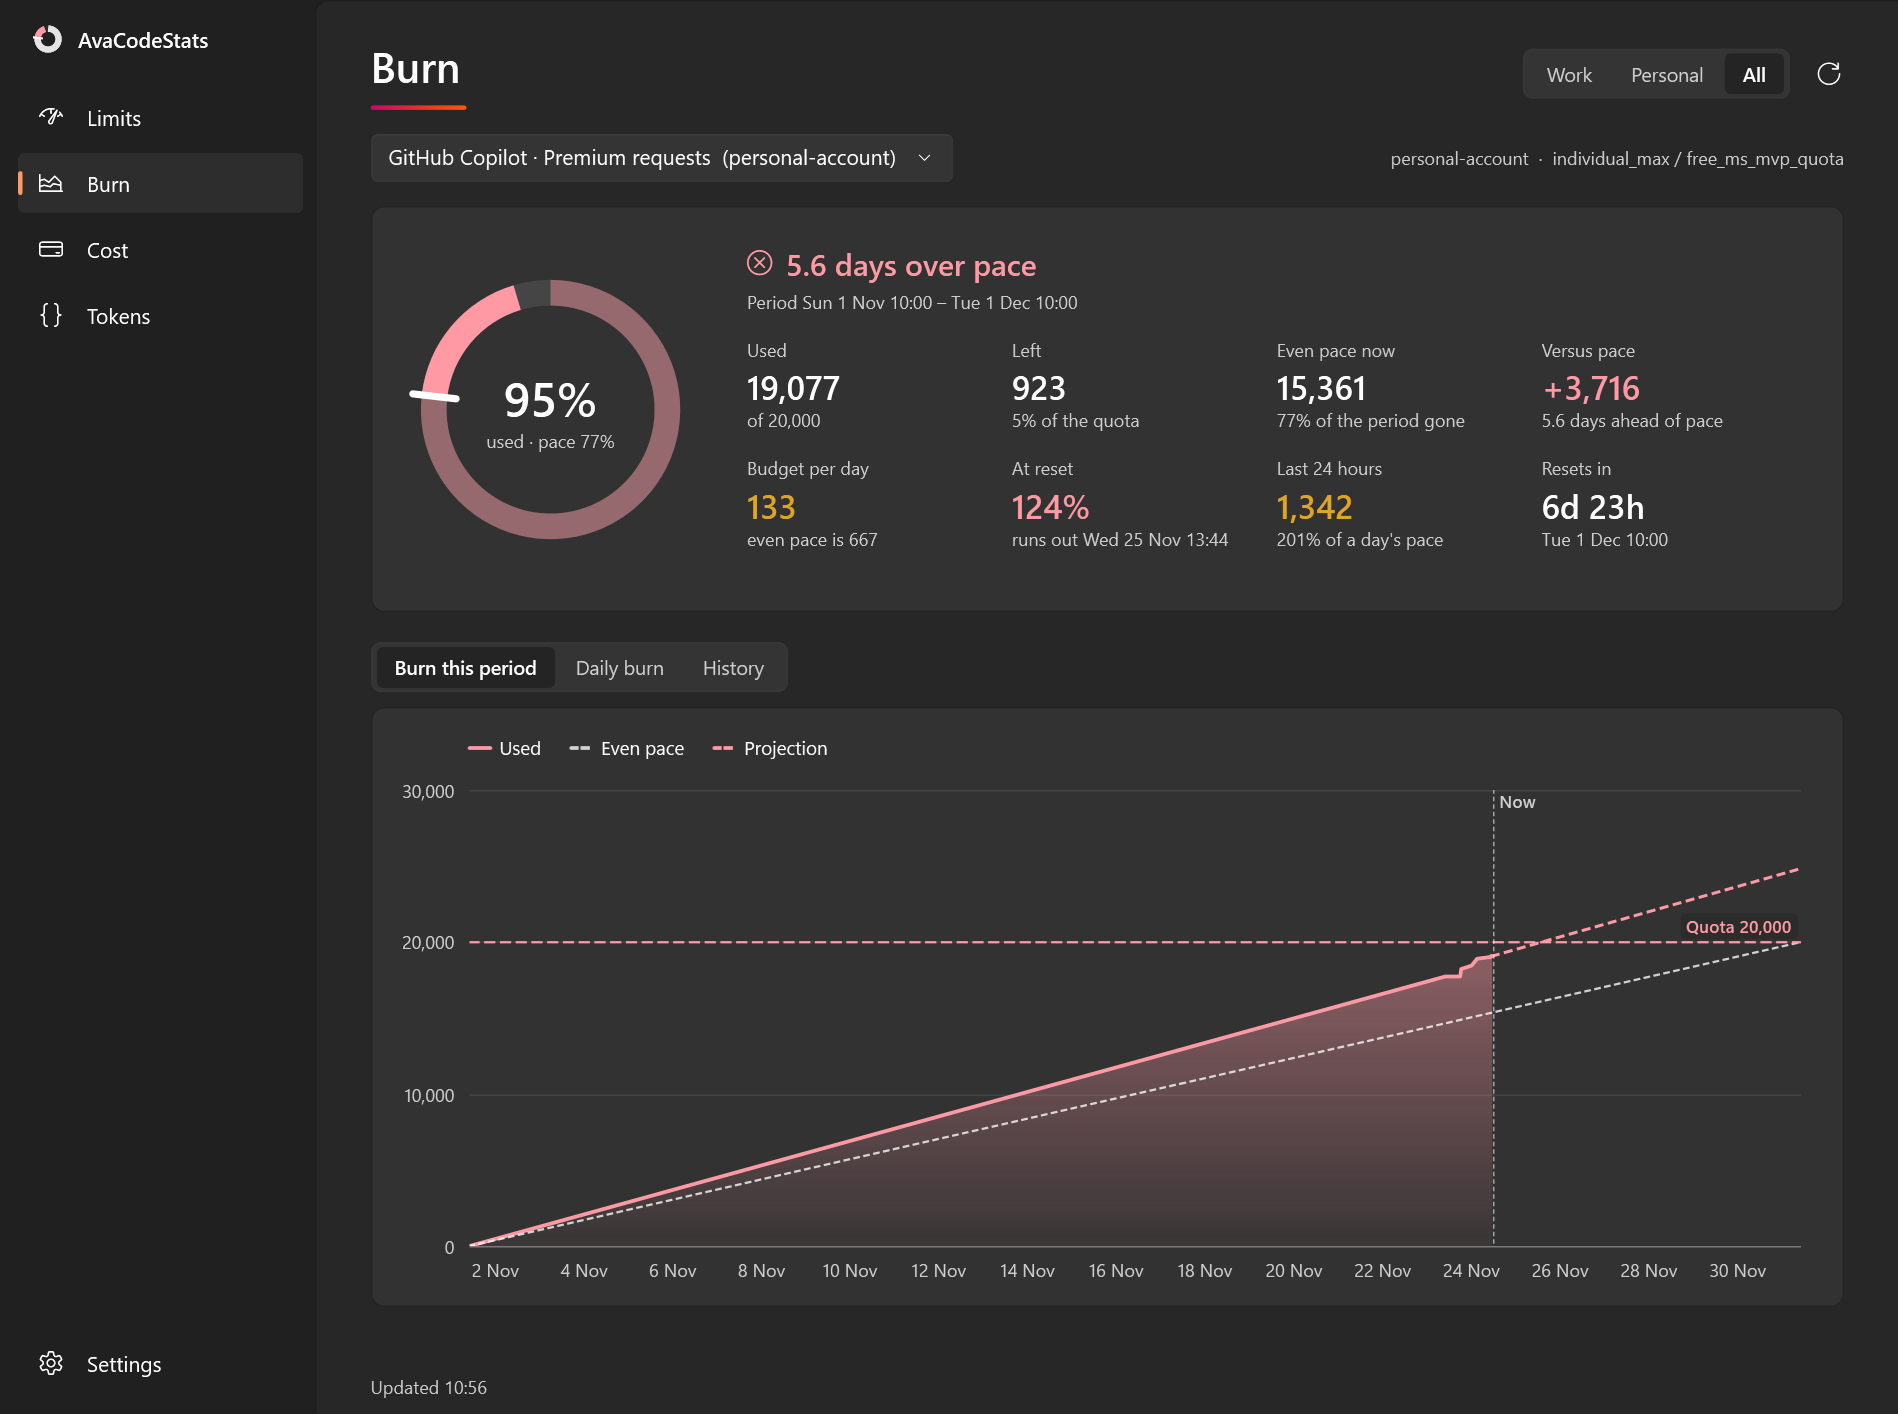 AvaCodeStats
Limits
Burn
Cost
Tokens
Settings
Burn
Work Personal All
GitHub Copilot · Premium requests (personal-account)
personal-account · individual_max / free_ms_mvp_quota
95%
used · pace 77%
5.6 days over pace
Period Sun 1 Nov 10:00 – Tue 1 Dec 10:00
Used
19,077
of 20,000
Left
923
5% of the quota
Even pace now
15,361
77% of the period gone
Versus pace
+3,716
5.6 days ahead of pace
Budget per day
133
even pace is 667
At reset
124%
runs out Wed 25 Nov 13:44
Last 24 hours
1,342
201% of a day's pace
Resets in
6d 23h
Tue 1 Dec 10:00
Burn this period Daily burn History
Used Even pace Projection
30,000
Now
Quota 20,000
20,000
10,000
0
2 Nov 4 Nov 6 Nov 8 Nov 10 Nov 12 Nov 14 Nov 16 Nov 18 Nov 20 Nov 22 Nov 24 Nov 26 Nov 28 Nov 30 Nov
Updated 10:56